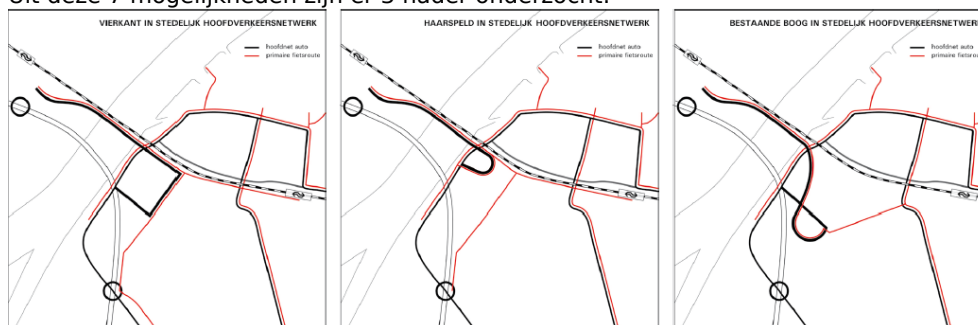 Uit deze 7 mogelijkheden zijn er 3 nader onderzocht:
VIERKANT IN STEDELIJK HOOFDVERKEERSNETWERK
hoofdnet auto
primaire fietsroute
HAARSPELD IN STEDELIJK HOOFDVERKEERSNETWERK
hoofdnet auto
primaire fietsroute
BESTAANDE BOOG IN STEDELIJK HOOFDVERKEERSNETWERK
hoofdnet auto
primaire fietsroute